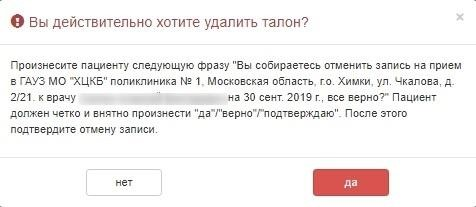 Вы действительно хотите удалить талон?
×
Произнесите пациенту следующую фразу "Вы собираетесь отменить запись на прием
в ГАУЗ МО "ХЦКБ" поликлиника № 1, Московская область, г.о. Химки, ул. Чкалова, д.
2/21. к врачу на 30 сент. 2019 г., все верно?" Пациент
должен четко и внятно произнести "да"/"верно"/"подтверждаю". После этого
подтвердите отмену записи.
нет
да